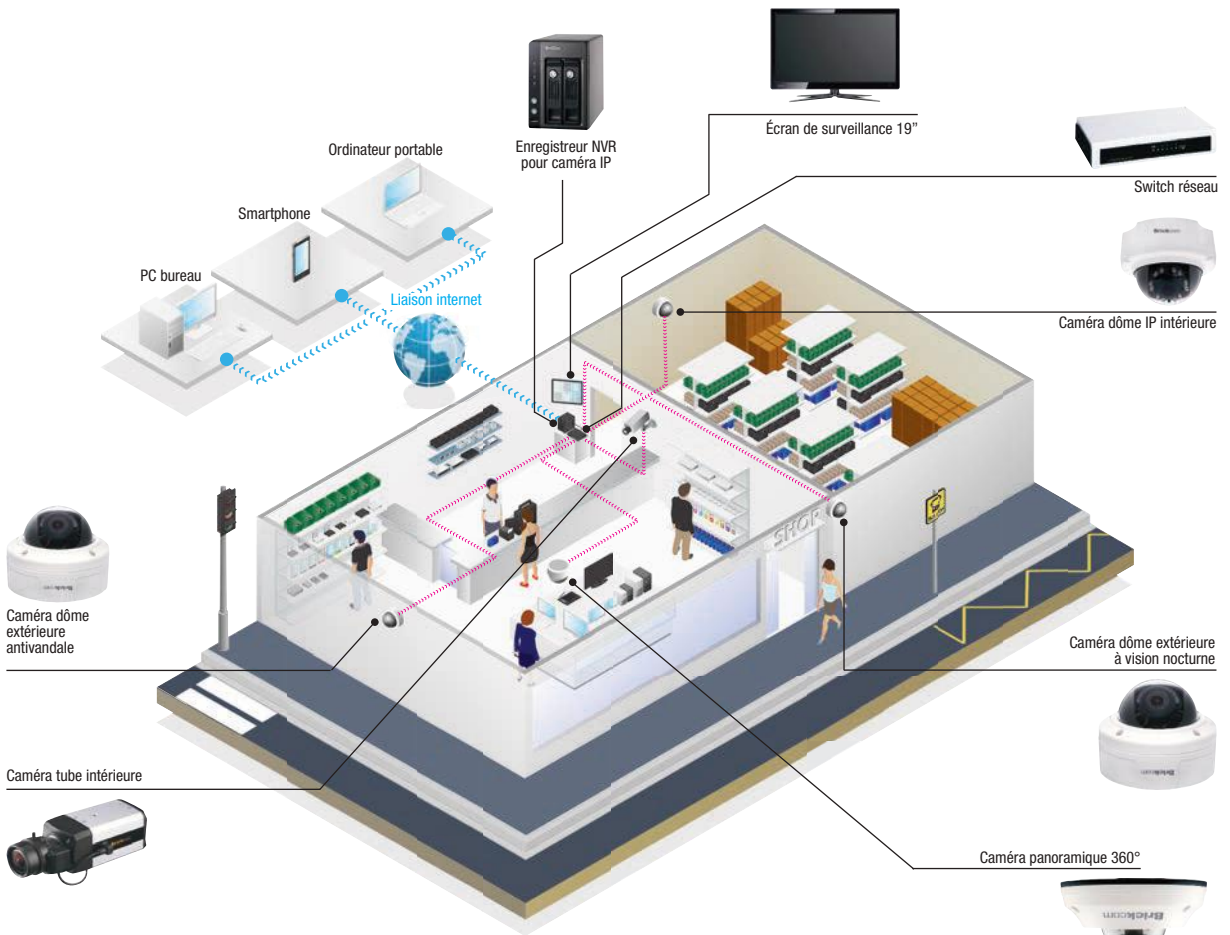 Écran de surveillance 19”
Enregistreur NVR
pour caméra IP
Ordinateur portable
Switch réseau
Smartphone
Brickcom
PC bureau
Liaison internet
Caméra dôme IP intérieure
SHOP
Caméra dôme
extérieure
antivandale
Caméra dôme extérieure
à vision nocturne
Brickcom
Caméra tube intérieure
Caméra panoramique 360°
Brickcom